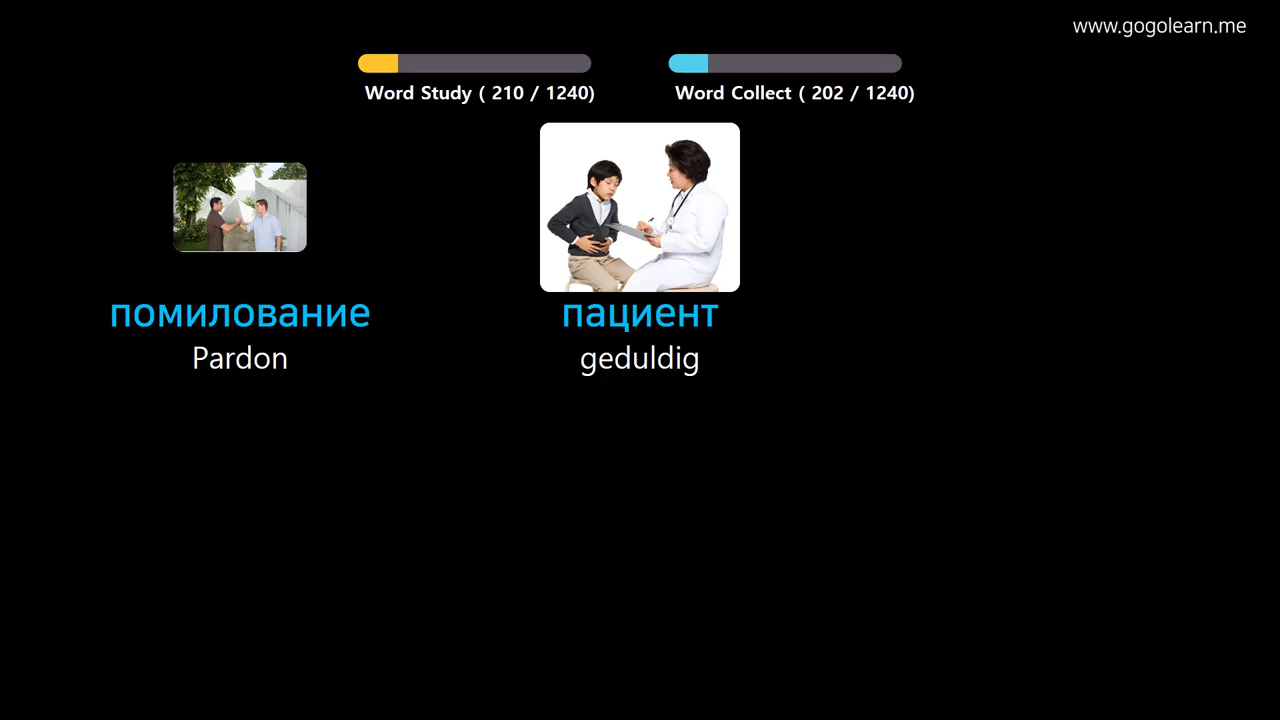 www.gogolearn.me
Word Study ( 210 / 1240)
Word Collect ( 202 / 1240)
помилование
Pardon
пациент
geduldig